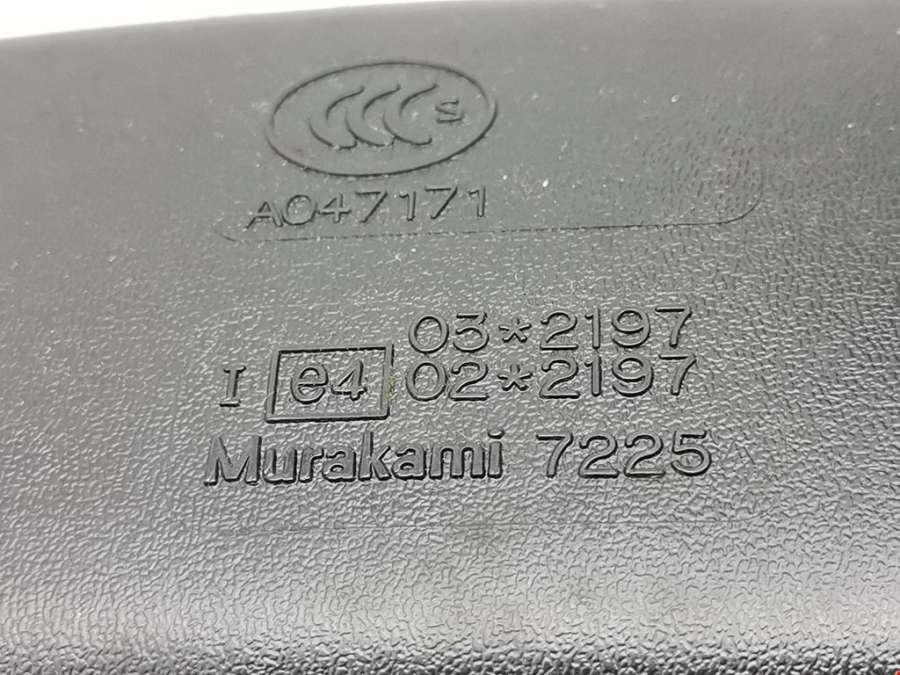 CCC S
A047171
03*2197
I e4 02*2197
Murakami 7225